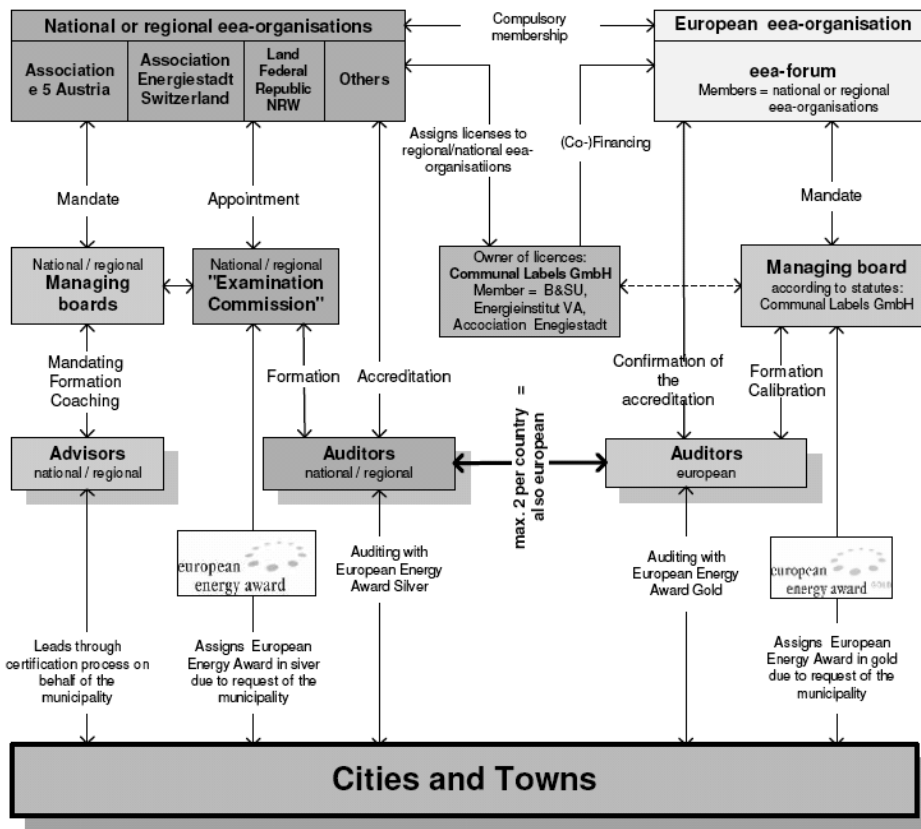 National or regional eea-organisations
Association
e 5 Austria
Association
Energiestadt
Switzerland
Land
Federal
Republic
NRW
Others
Compulsory
membership
European eea-organisation
eea-forum
Members = national or regional
eea-organisations
Assigns licenses to
regional/national eea-
organisatiions
(Co-)Financing
Mandate
Appointment
Mandate
National / regional
Managing
boards
National / regional
"Examination
Commission"
Owner of licences:
Communal Labels GmbH
Member = B&SU,
Energieinstitut VA,
Accociation Enegiestadt
Managing board
according to statutes:
Communal Labels GmbH
Mandating
Formation
Coaching
Formation
Accreditation
Confirmation of
the
accreditation
Formation
Calibration
Advisors
national / regional
Auditors
national / regional
max. 2 per country =
also european
Auditors
european
european
energy award
Auditing with
European Energy
Award Silver
Auditing with
European Energy
Award Gold
european
energy award GOLD
Leads through
certification process on
behalf of the
municipality
Assigns European
Energy Award in siver
due to request of the
municipality
Assigns European
Energy Award in gold
due to request of the
municipality
Cities and Towns